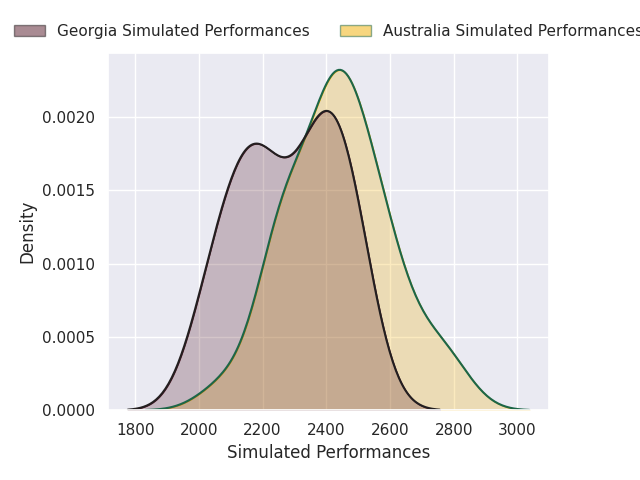 Georgia Simulated Performances
Australia Simulated Performances
0.0020
0.0015
0.0010
0.0005
0.0000
Density
1800 2000 2200 2400 2600 2800 3000
Simulated Performances